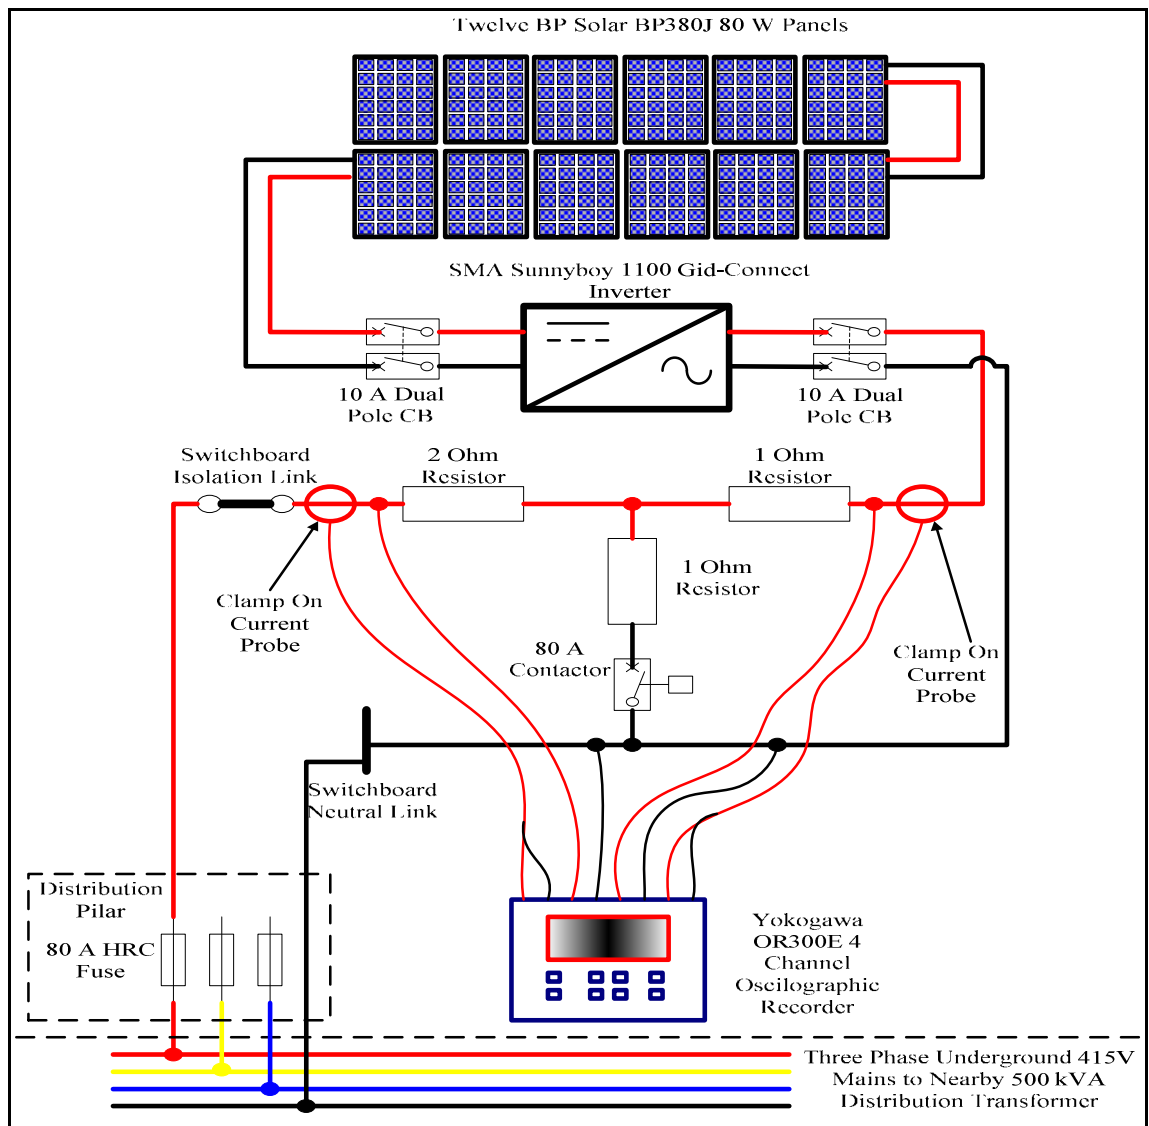 Twelve BP Solar BP380J 80 W Panels
SMA Sunnyboy 1100 Gid-Connect
Inverter
10 A Dual
Pole CB
10 A Dual
Pole CB
Switchboard
Isolation Link
2 Ohm
Resistor
1 Ohm
Resistor
1 Ohm
Resistor
Clamp On
Current
Probe
80 A
Contactor
Clamp On
Current
Probe
Switchboard
Neutral Link
Distribution
Pilar
80 A HRC
Fuse
Yokogawa
OR300E 4
Channel
Oscilographic
Recorder
Three Phase Underground 415V
Mains to Nearby 500 kVA
Distribution Transformer